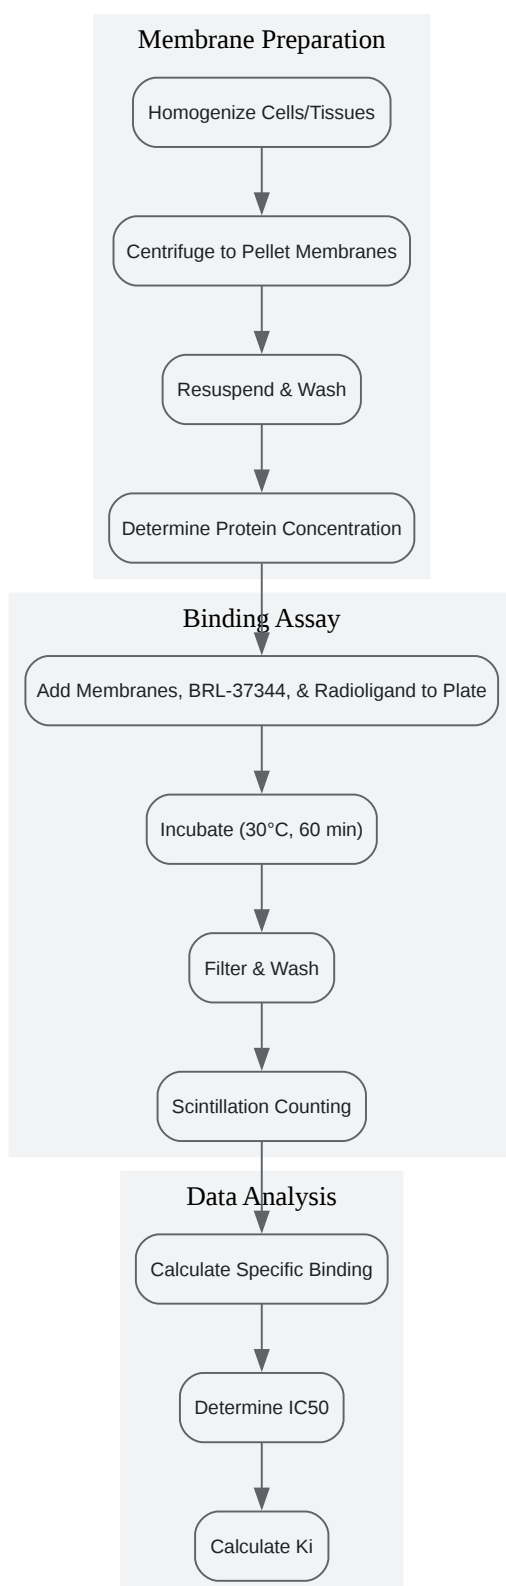 Membrane Preparation
Homogenize Cells/Tissues
Centrifuge to Pellet Membranes
Resuspend & Wash
Determine Protein Concentration
Binding Assay
Add Membranes, BRL-37344, & Radioligand to Plate
Incubate (30°C, 60 min)
Filter & Wash
Scintillation Counting
Data Analysis
Calculate Specific Binding
Determine IC50
Calculate Ki